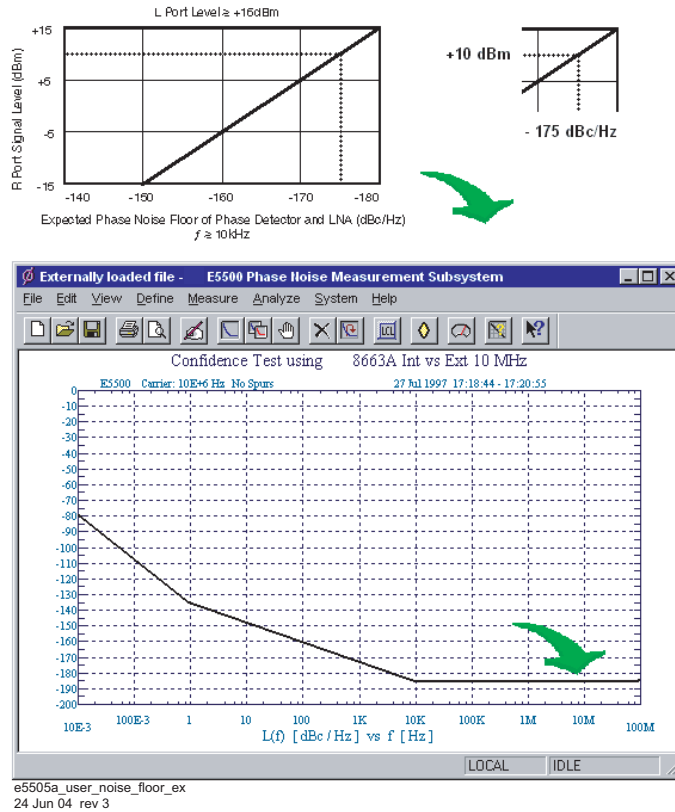 L Port Level ≥ +15dBm
+15
+5
-5
-15
R Port Signal Level (dBm)
-140 -150 -160 -170 -180
Expected Phase Noise Floor of Phase Detector and LNA (dBc/Hz)
f ≥ 10kHz
+10 dBm
- 175 dBc/Hz
Externally loaded file - E5500 Phase Noise Measurement Subsystem
File Edit View Define Measure Analyze System Help
LCL
Confidence Test using 8663A Int vs Ext 10 MHz
E5500 Carrier: 10E+6 Hz No Spurs 27 Jul 1997 17:18:44 - 17:20:55
0
-10
-20
-30
-40
-50
-60
-70
-80
-90
-100
-110
-120
-130
-140
-150
-160
-170
-180
-190
-200
10E-3 100E-3 1 10 100 1K 10K 100K 1M 10M 100M
L(f) [ dBc / Hz ] vs f [ Hz ]
LOCAL IDLE
e5505a_user_noise_floor_ex
24 Jun 04 rev 3